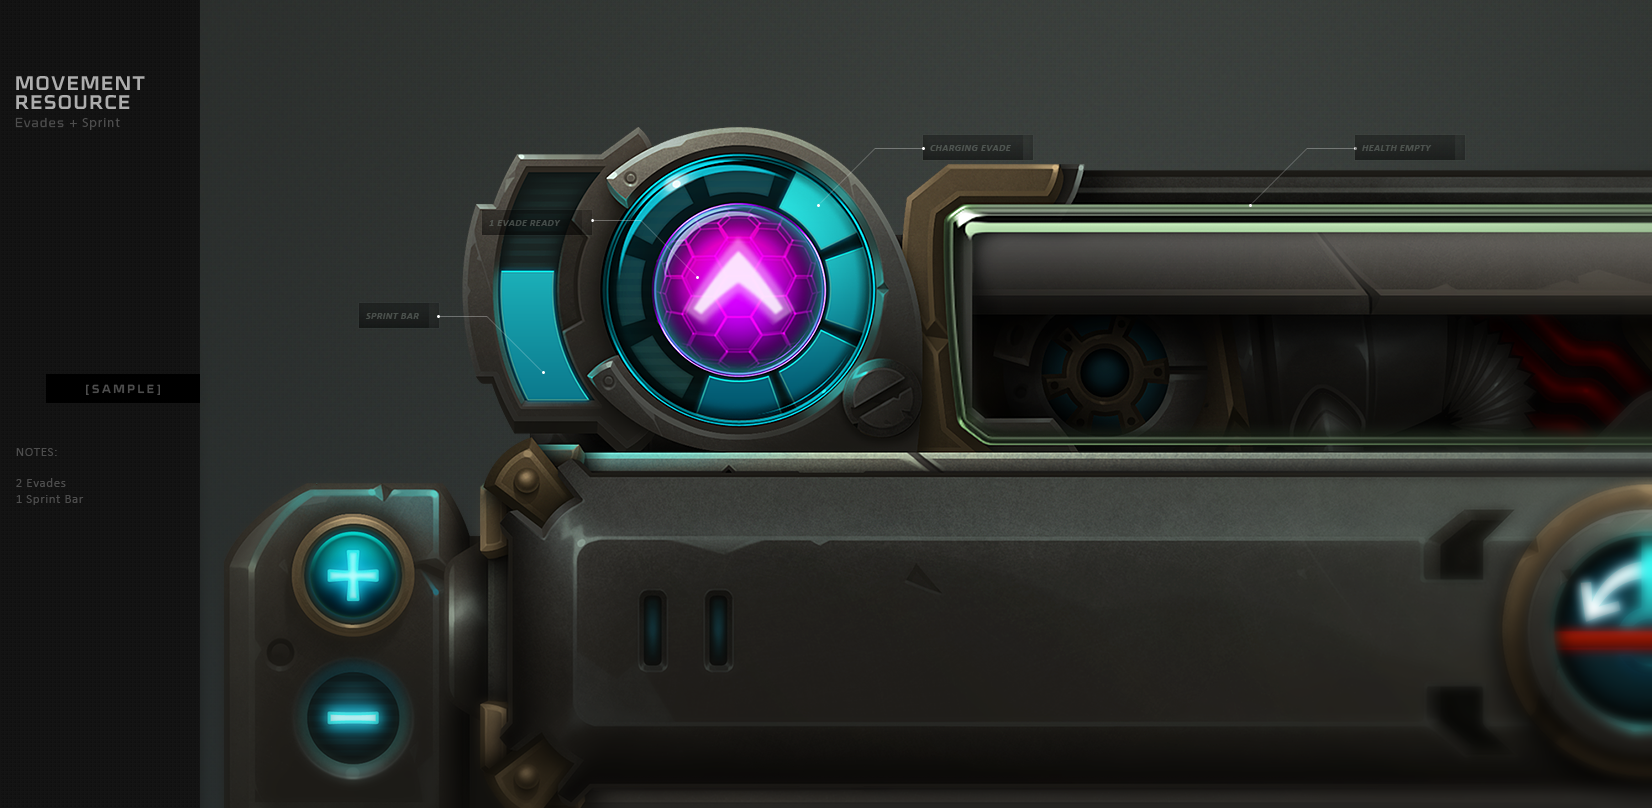 MOVEMENT
RESOURCE
Evades + Sprint
CHARGING EVADE
HEALTH EMPTY
1 EVADE READY
SPRINT BAR
[SAMPLE]
NOTES:
2 Evades
1 Sprint Bar